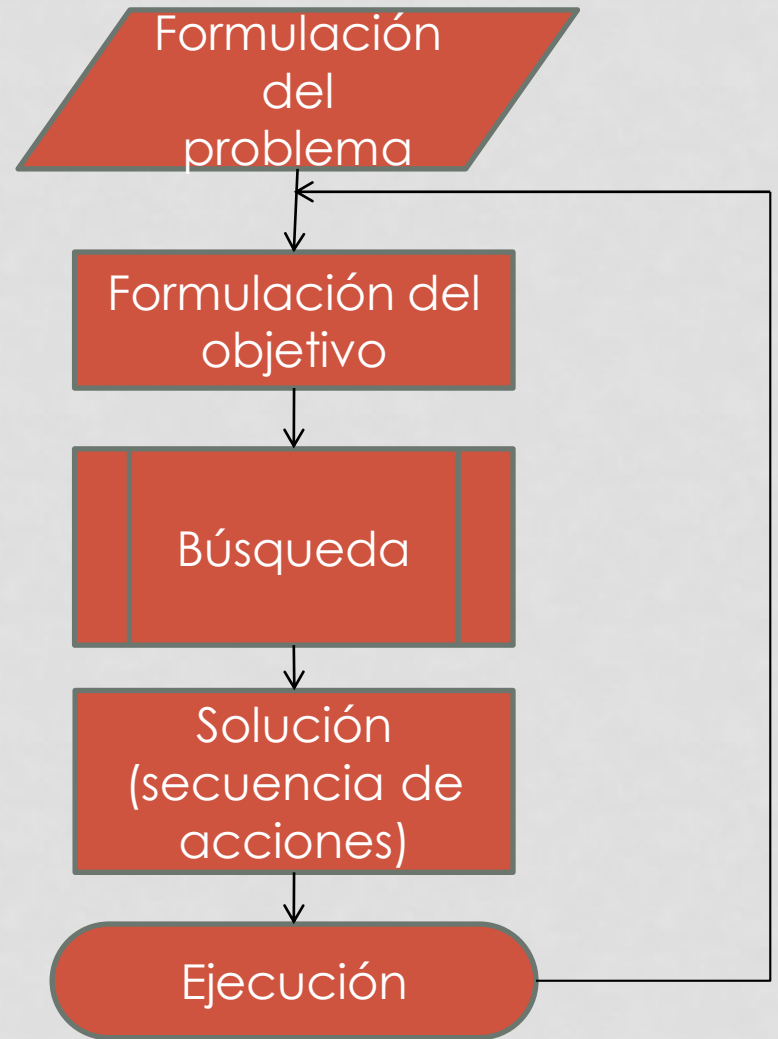 Formulación
del
problema
Formulación del
objetivo
Búsqueda
Solución
(secuencia de
acciones)
Ejecución